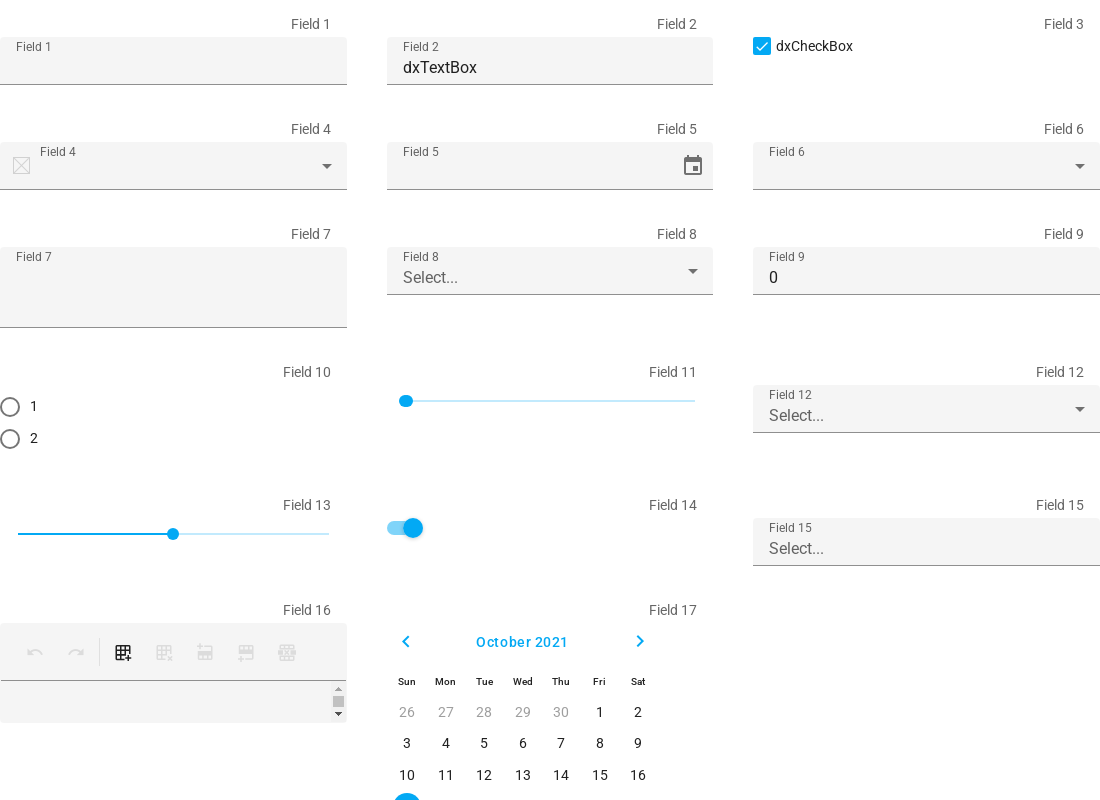 Field 1
Field 1
Field 2
Field 2
dxTextBox
Field 3
dxCheckBox
Field 4
Field 4
Field 5
Field 5
Field 6
Field 6
Field 7
Field 7
Field 8
Field 8
Select...
Field 9
Field 9
0
Field 10
1
2
Field 11
Field 12
Field 12
Select...
Field 13
Field 14
Field 15
Field 15
Select...
Field 16
Field 17
October 2021
Sun Mon Tue Wed Thu Fri Sat
26 27 28 29 30 1 2
3 4 5 6 7 8 9
10 11 12 13 14 15 16